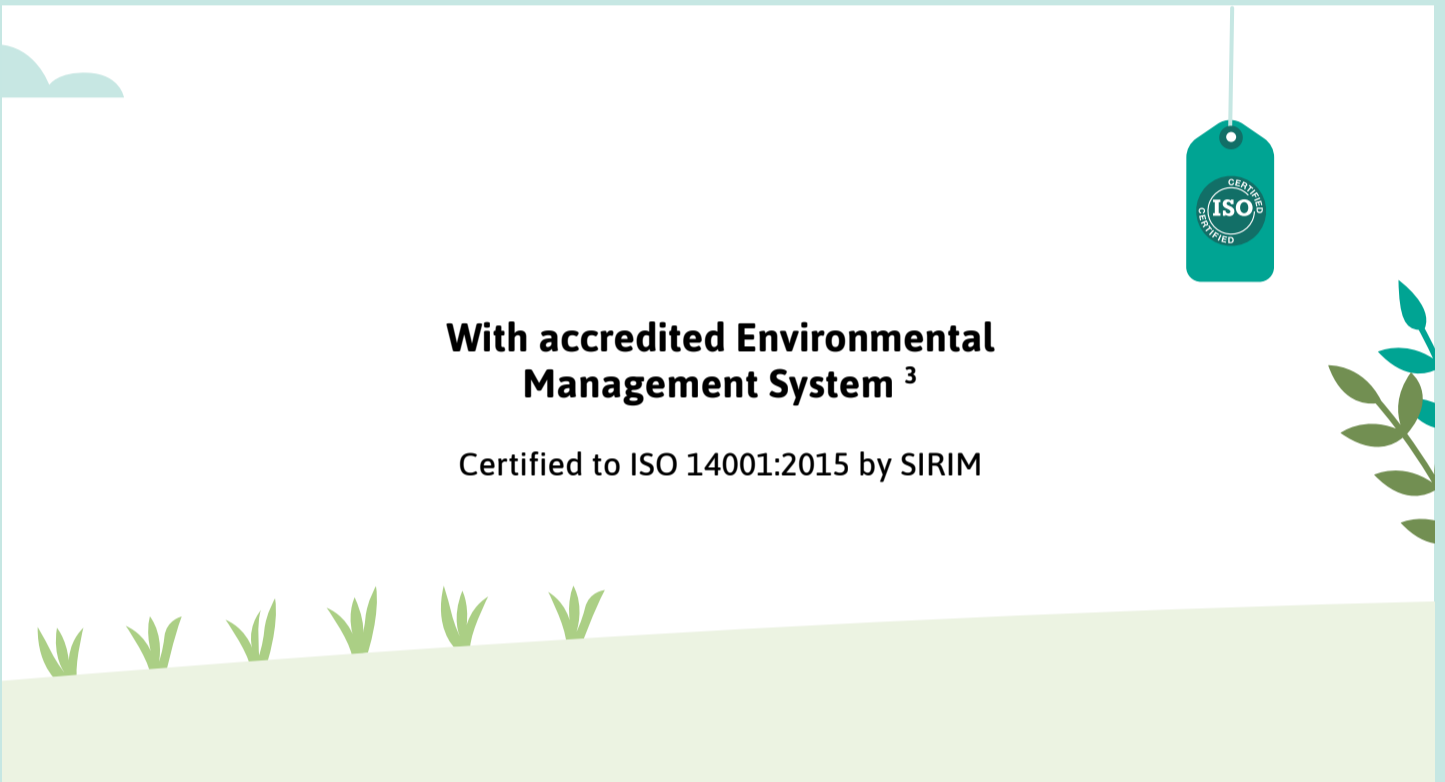 CERTIFIED
ISO
CERTIFIED
With accredited Environmental
Management System ³
Certified to ISO 14001:2015 by SIRIM